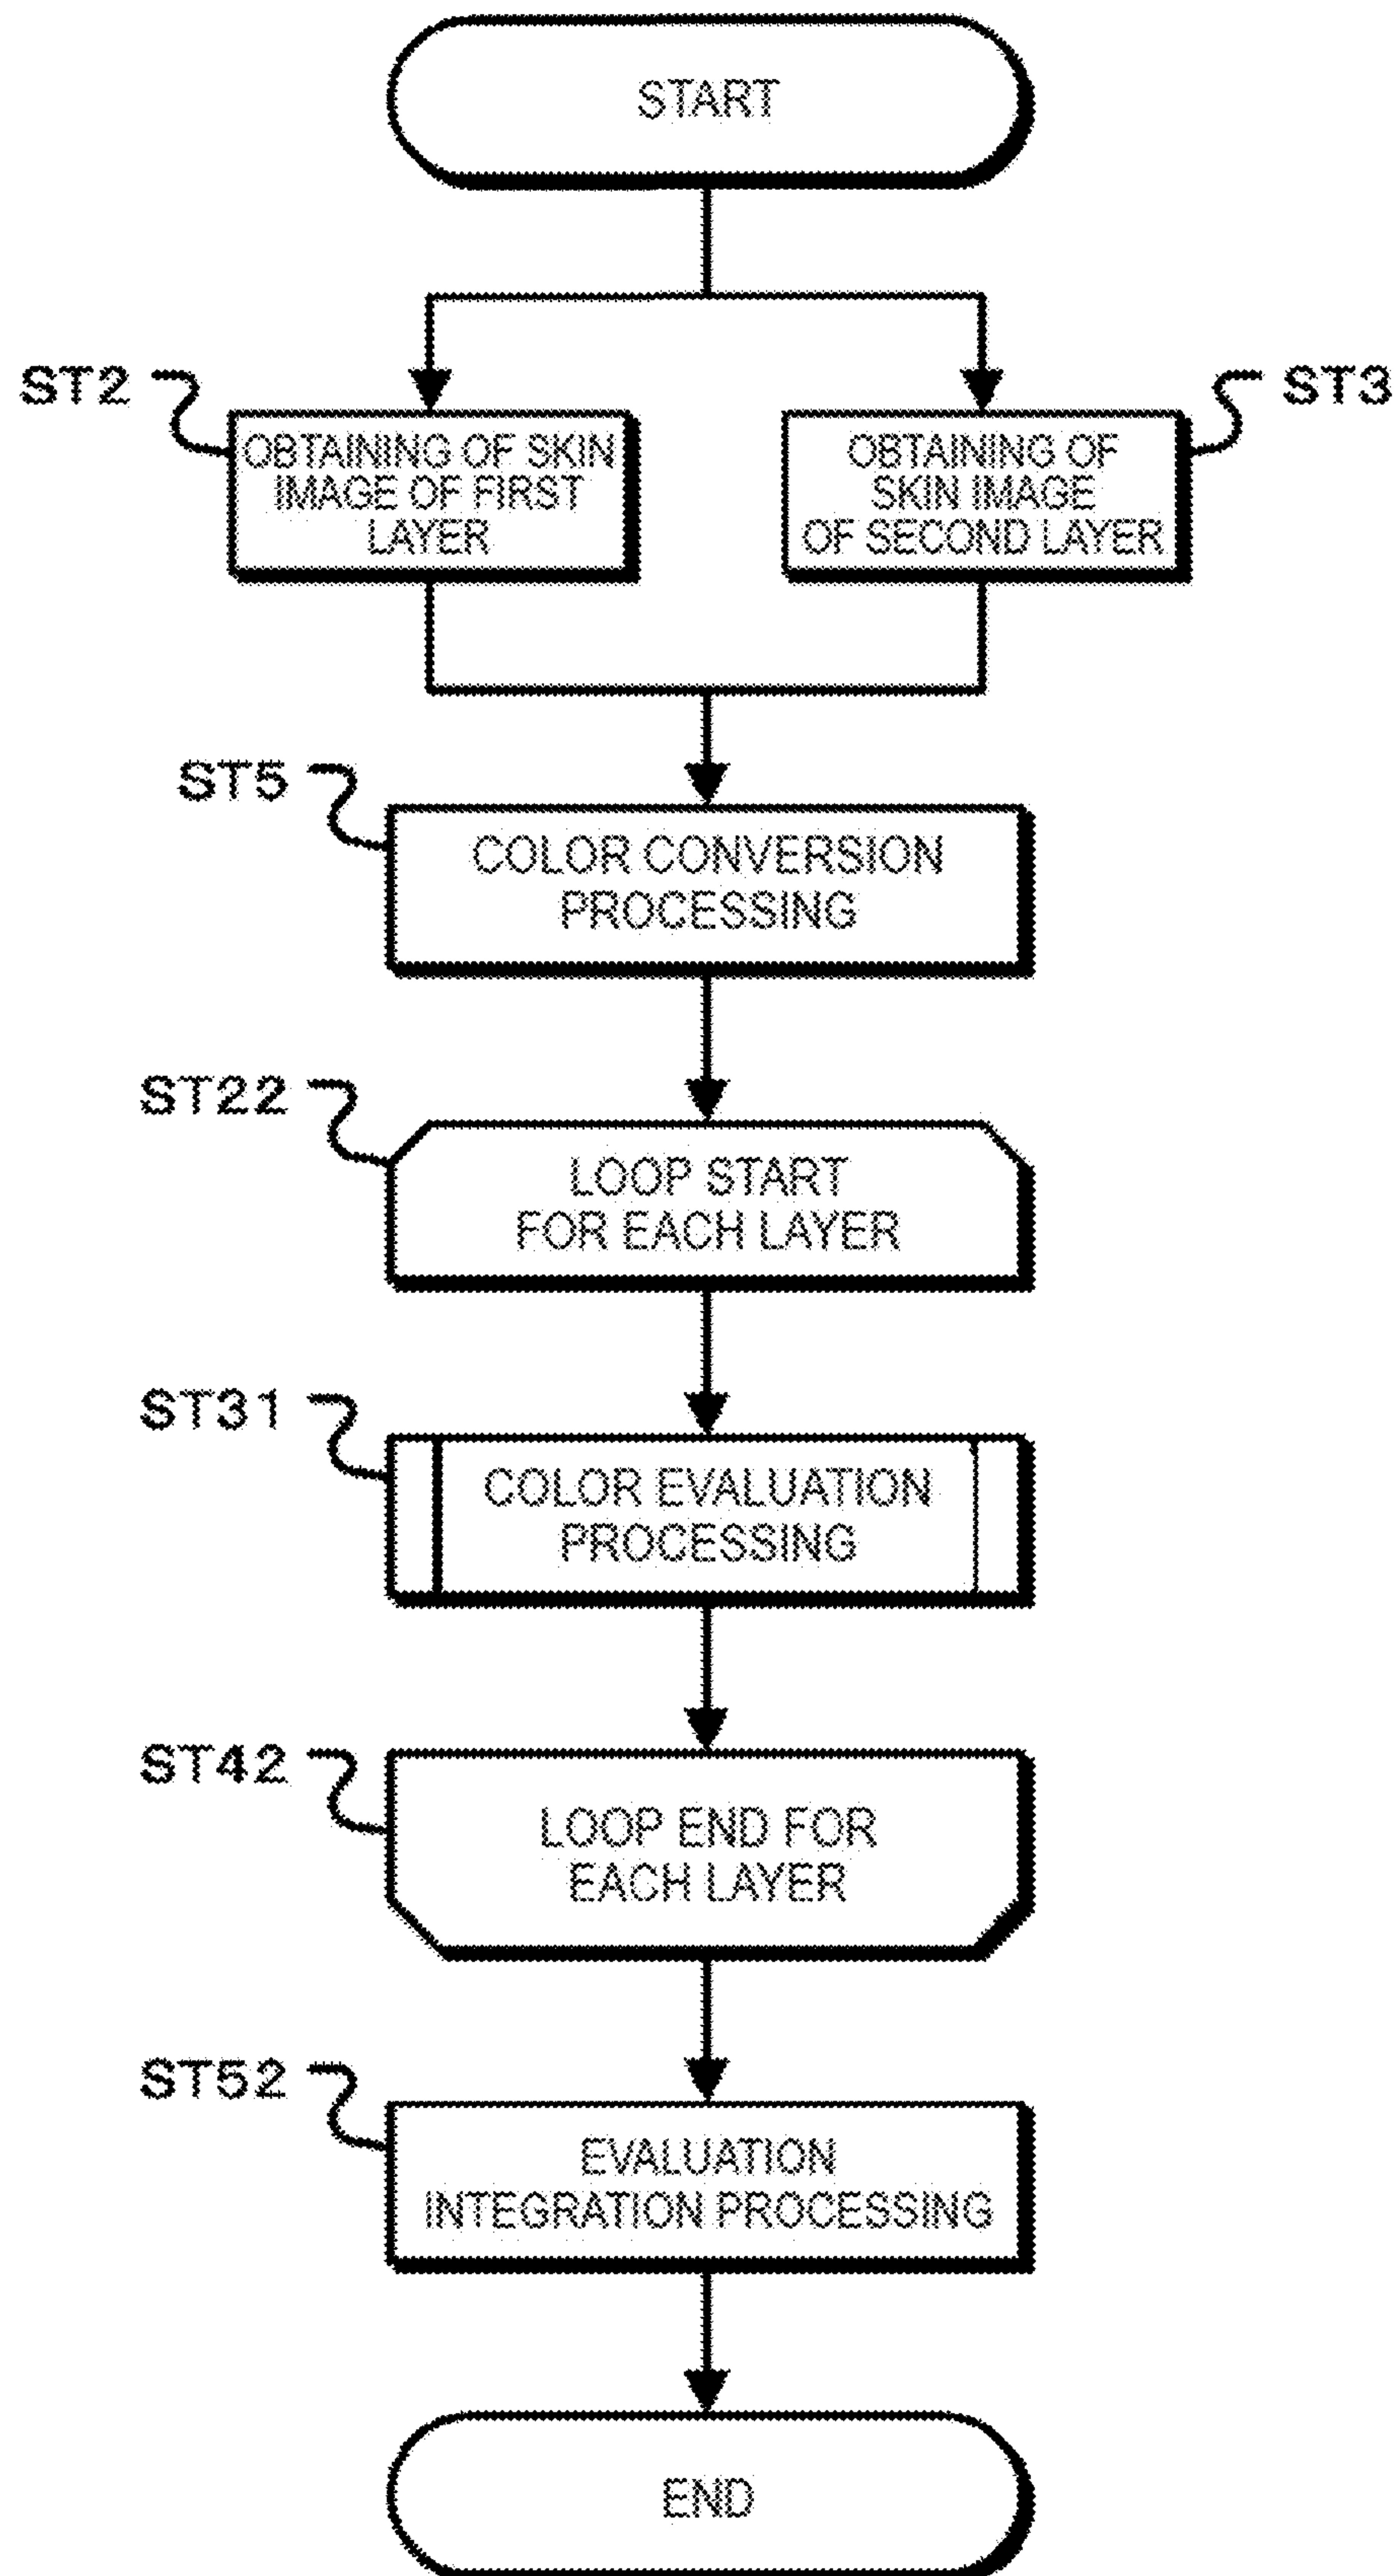 START
ST2
OBTAINING OF SKIN
IMAGE OF FIRST
LAYER
ST3
OBTAINING OF
SKIN IMAGE
OF SECOND LAYER
ST5
COLOR CONVERSION
PROCESSING
ST22
LOOP START
FOR EACH LAYER
ST31
COLOR EVALUATION
PROCESSING
ST42
LOOP END FOR
EACH LAYER
ST52
EVALUATION
INTEGRATION PROCESSING
END